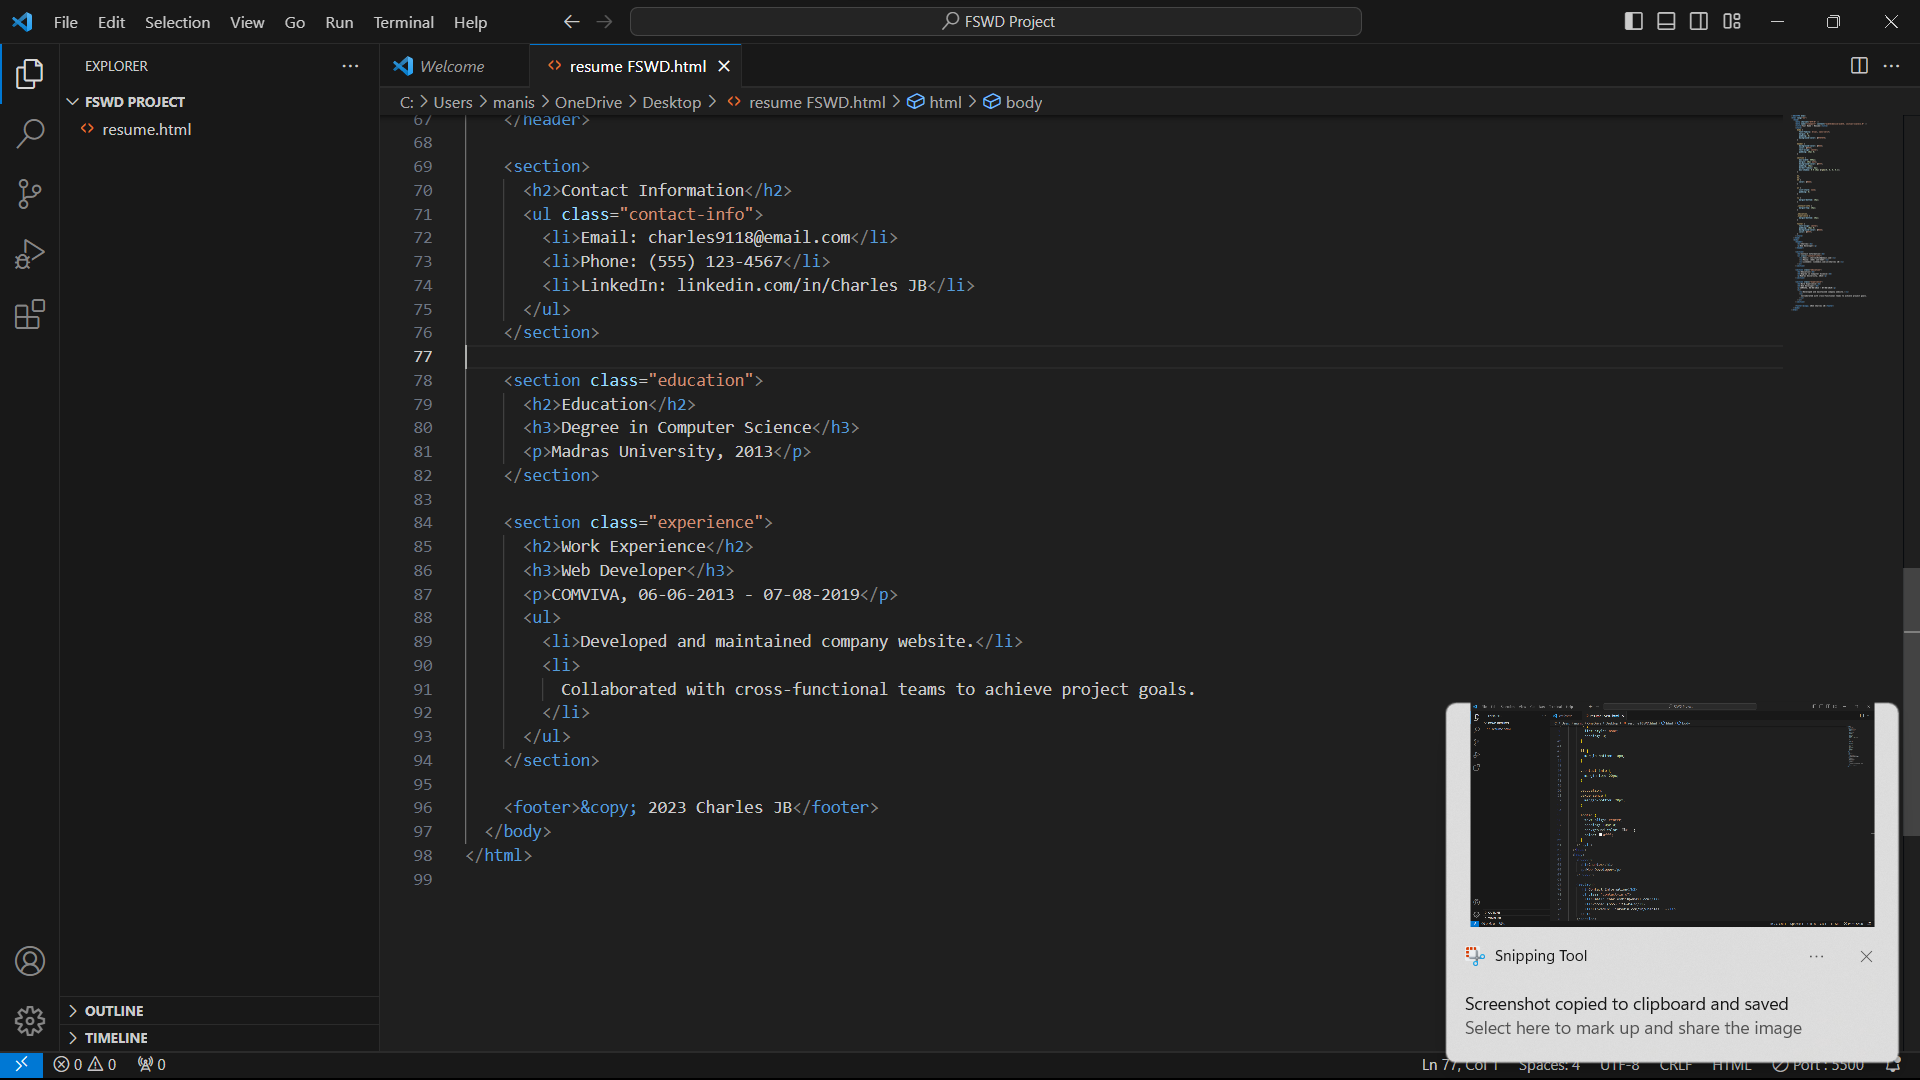 File Edit Selection View Go Run Terminal Help
FSWD Project
EXPLORER
FSWD PROJECT
resume.html
OUTLINE
TIMELINE
Welcome
resume FSWD.html
C: > Users > manis > OneDrive > Desktop > resume FSWD.html > html > body
67 </header>
68
69 <section>
70 <h2>Contact Information</h2>
71 <ul class="contact-info">
72 <li>Email: charles9118@email.com</li>
73 <li>Phone: (555) 123-4567</li>
74 <li>LinkedIn: linkedin.com/in/Charles JB</li>
75 </ul>
76 </section>
77
78 <section class="education">
79 <h2>Education</h2>
80 <h3>Degree in Computer Science</h3>
81 <p>Madras University, 2013</p>
82 </section>
83
84 <section class="experience">
85 <h2>Work Experience</h2>
86 <h3>Web Developer</h3>
87 <p>COMVIVA, 06-06-2013 - 07-08-2019</p>
88 <ul>
89 <li>Developed and maintained company website.</li>
90 <li>
91 Collaborated with cross-functional teams to achieve project goals.
92 </li>
93 </ul>
94 </section>
95
96 <footer>&copy; 2023 Charles JB</footer>
97 </body>
98 </html>
99
Snipping Tool
Screenshot copied to clipboard and saved
Select here to mark up and share the image
0 0 0
Ln 77, Col 1 Spaces: 4 UTF-8 CRLF HTML Port : 5500